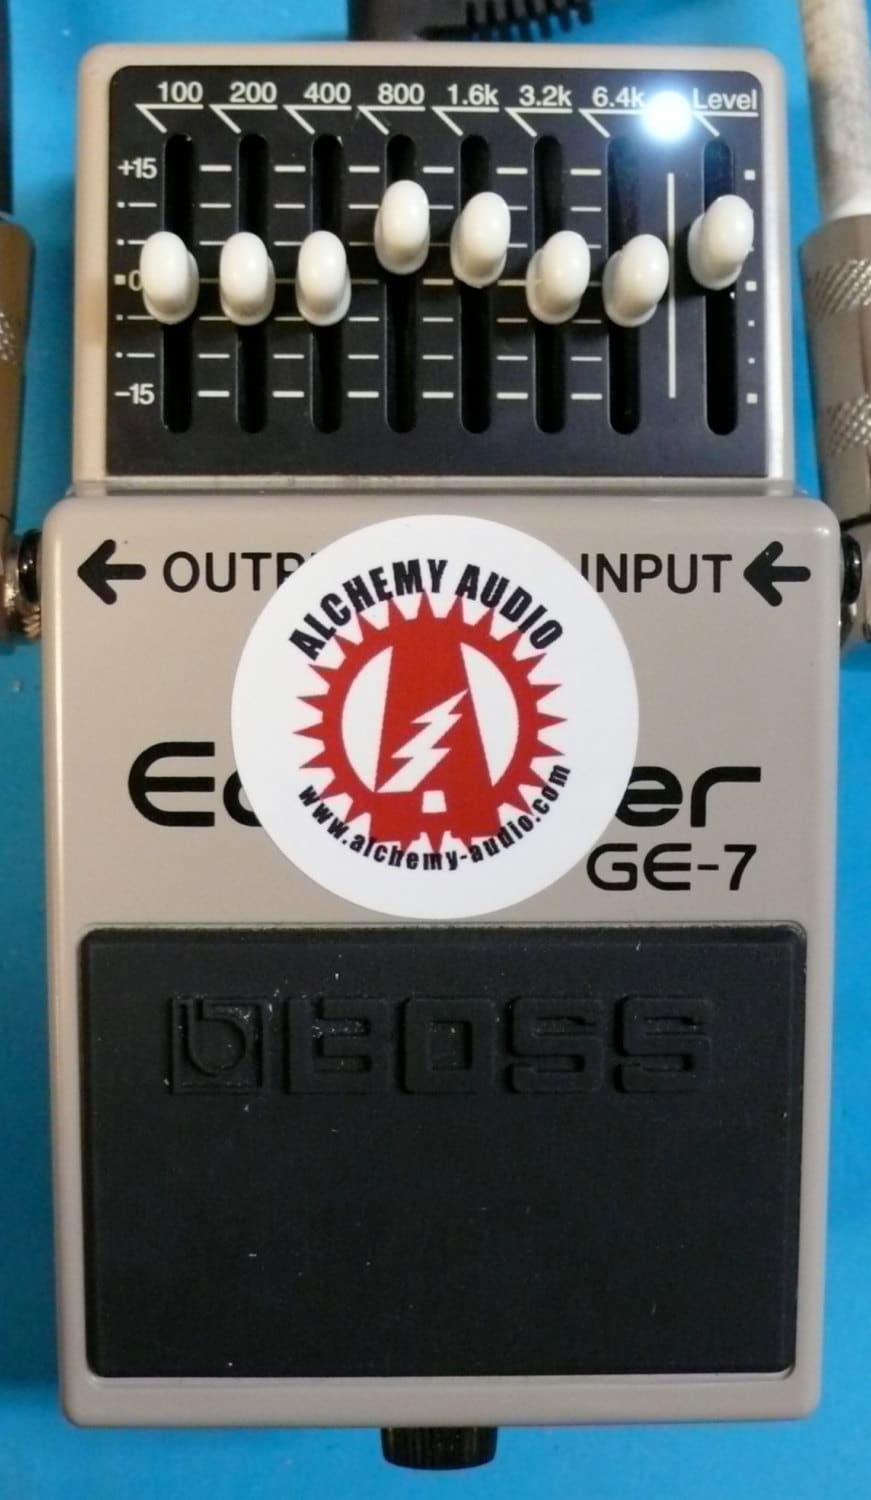 100 200 400 800 1.6k 3.2k 6.4k Level
+15
0
−15
← OUTP
INPUT ←
ALCHEMY AUDIO
A
www.alchemy-audio.com
er
GE-7
BOSS